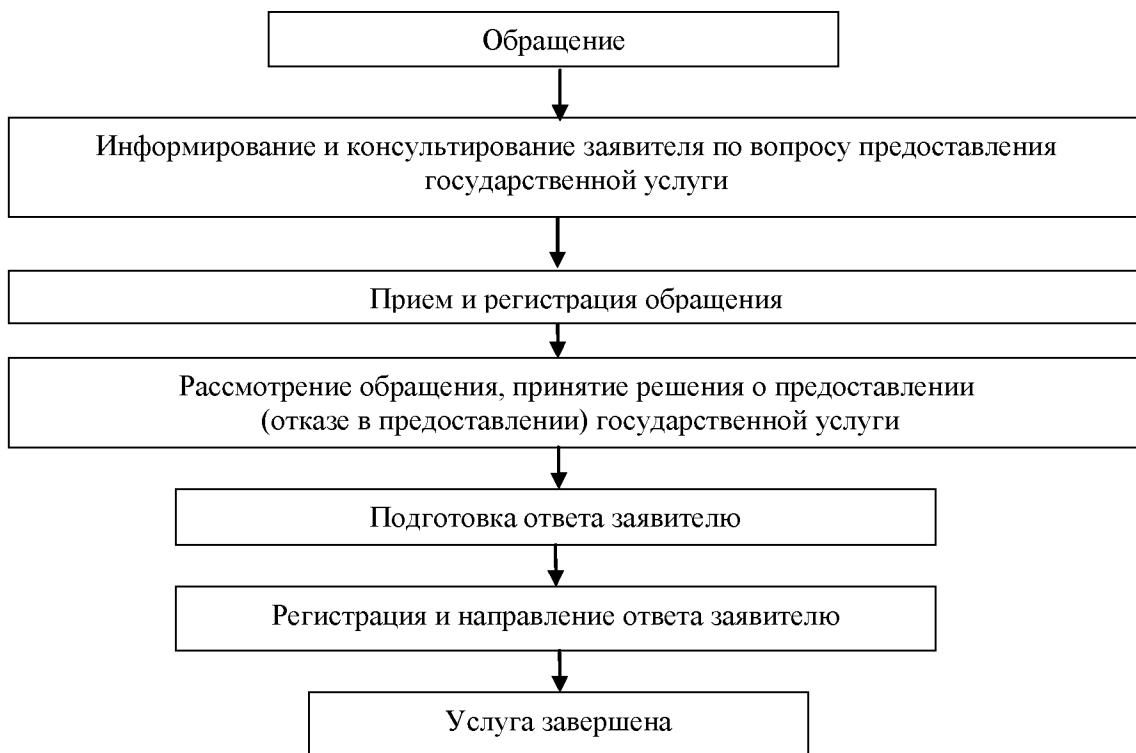 Обращение
Информирование и консультирование заявителя по вопросу предоставления
государственной услуги
Прием и регистрация обращения
Рассмотрение обращения, принятие решения о предоставлении
(отказе в предоставлении) государственной услуги
Подготовка ответа заявителю
Регистрация и направление ответа заявителю
Услуга завершена